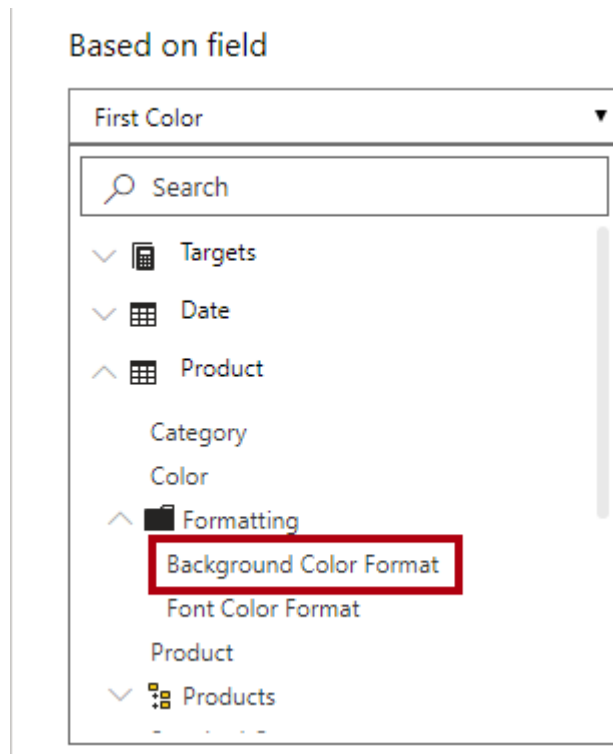 Based on field
First Color
Search
Targets
Date
Product
Category
Color
Formatting
Background Color Format
Font Color Format
Product
Products